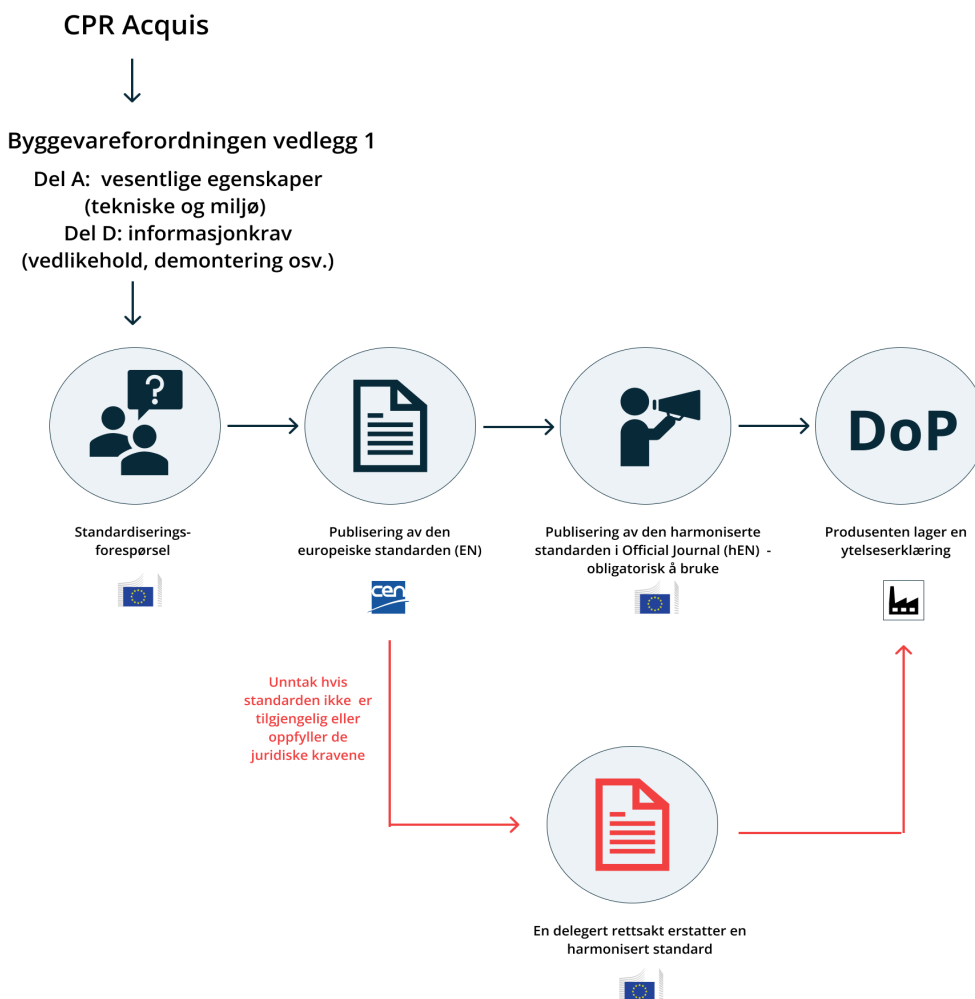 CPR Acquis
Byggevareforordningen vedlegg 1
Del A:  vesentlige egenskaper
(tekniske og miljø)
Del D: informasjonkrav
(vedlikehold, demontering osv.)
?
DoP
Standardiserings-
forespørsel
Publisering av den
europeiske standarden (EN)
cen
Publisering av den harmoniserte
standarden i Official Journal (hEN)  -
obligatorisk å bruke
Produsenten lager en
ytelseserklæring
Unntak hvis
standarden ikke  er
tilgjengelig eller
oppfyller de
juridiske kravene
En delegert rettsakt erstatter en
harmonisert standard